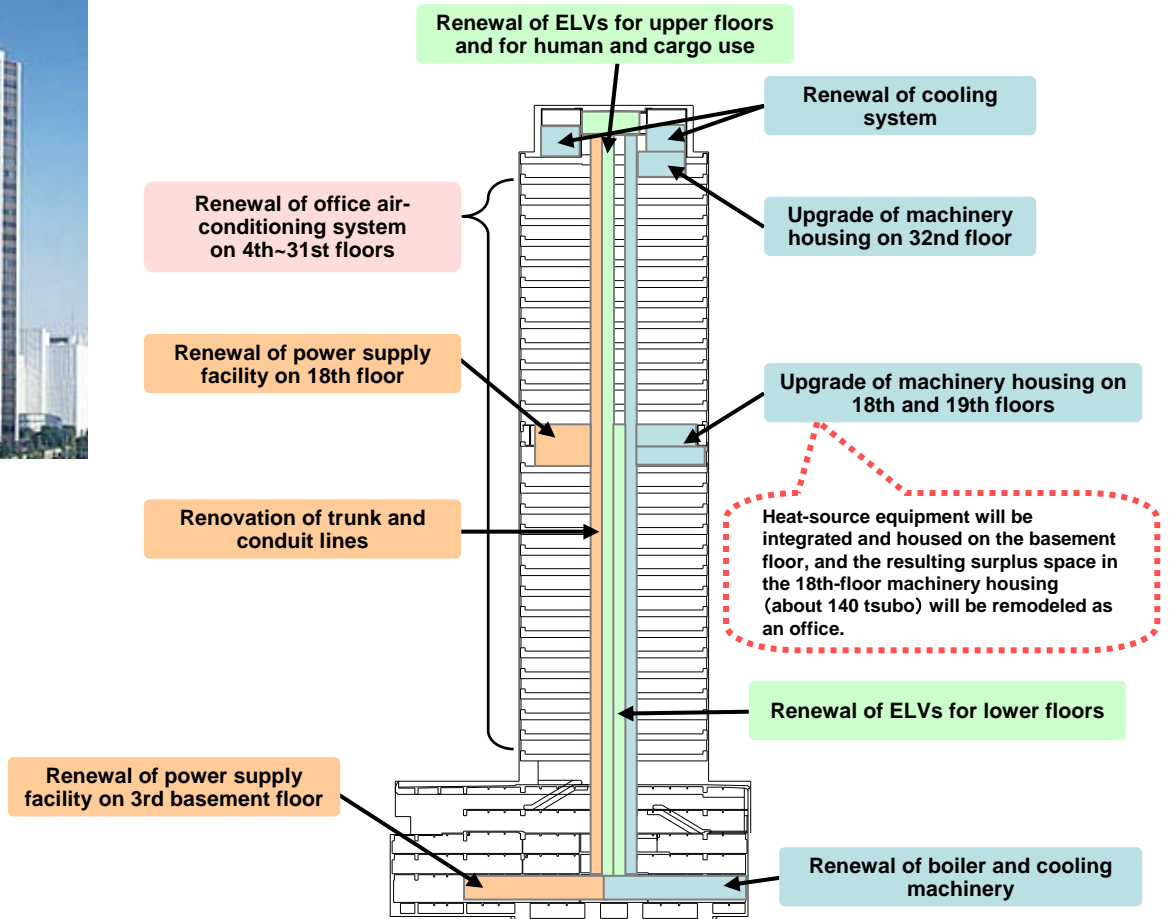 Renewal of ELVs for upper floors
and for human and cargo use
Renewal of cooling
system
Renewal of office air-
conditioning system
on 4th~31st floors
Upgrade of machinery
housing on 32nd floor
Renewal of power supply
facility on 18th floor
Upgrade of machinery housing on
18th and 19th floors
Renovation of trunk and
conduit lines
Heat-source equipment will be
integrated and housed on the basement
floor, and the resulting surplus space in
the 18th-floor machinery housing
（about 140 tsubo）will be remodeled as
an office.
Renewal of ELVs for lower floors
Renewal of power supply
facility on 3rd basement floor
Renewal of boiler and cooling
machinery